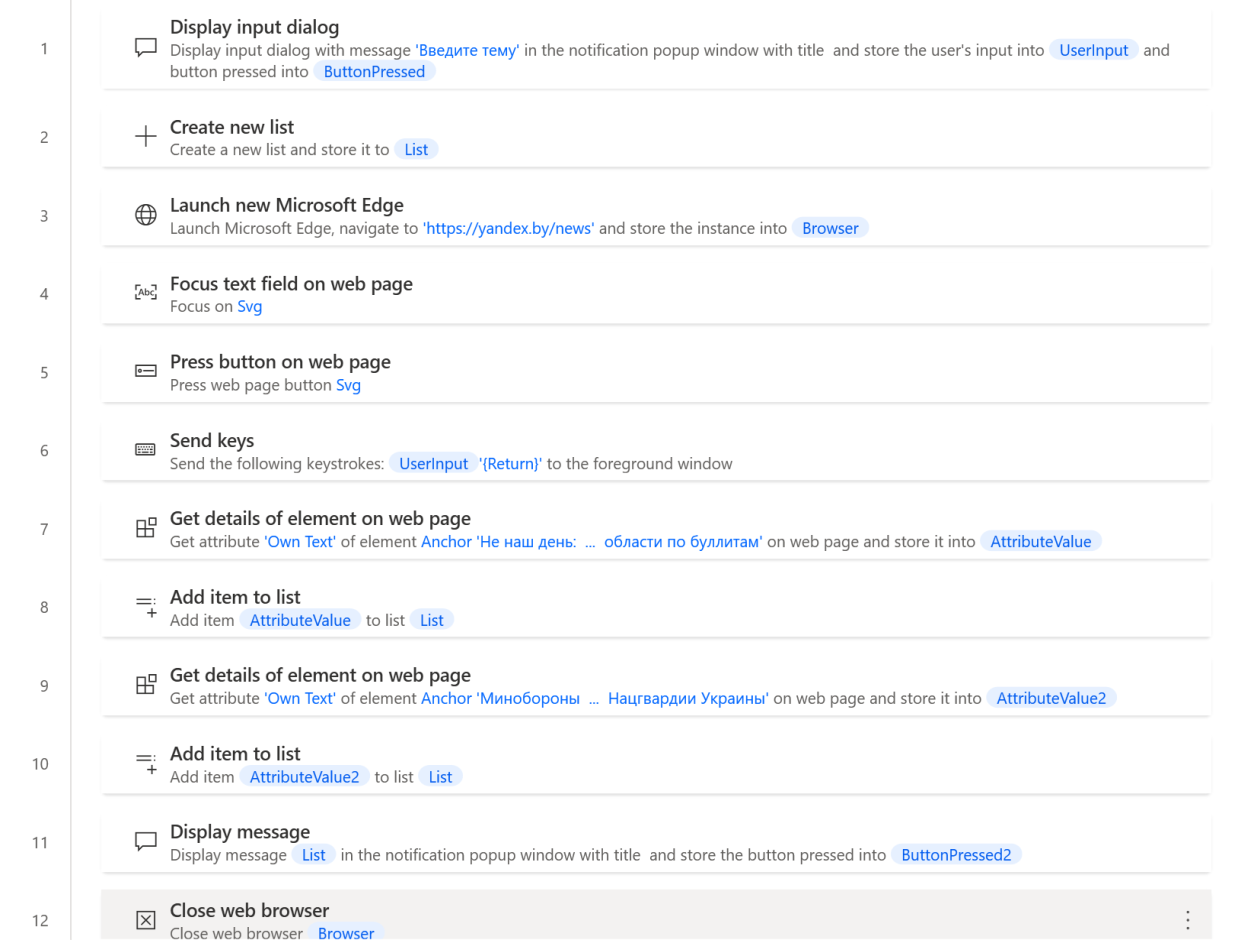 1
Display input dialog
Display input dialog with message 'Введите тему' in the notification popup window with title  and store the user's input into UserInput and
button pressed into ButtonPressed
2
Create new list
Create a new list and store it to List
3
Launch new Microsoft Edge
Launch Microsoft Edge, navigate to 'https://yandex.by/news' and store the instance into Browser
4
Abc
Focus text field on web page
Focus on Svg
5
Press button on web page
Press web page button Svg
6
Send keys
Send the following keystrokes: UserInput '{Return}' to the foreground window
7
Get details of element on web page
Get attribute 'Own Text' of element Anchor 'Не наш день:  ...  области по буллитам' on web page and store it into AttributeValue
8
Add item to list
Add item AttributeValue to list List
9
Get details of element on web page
Get attribute 'Own Text' of element Anchor 'Минобороны  ...  Нацгвардии Украины' on web page and store it into AttributeValue2
10
Add item to list
Add item AttributeValue2 to list List
11
Display message
Display message List in the notification popup window with title  and store the button pressed into ButtonPressed2
12
Close web browser
Close web browser Browser